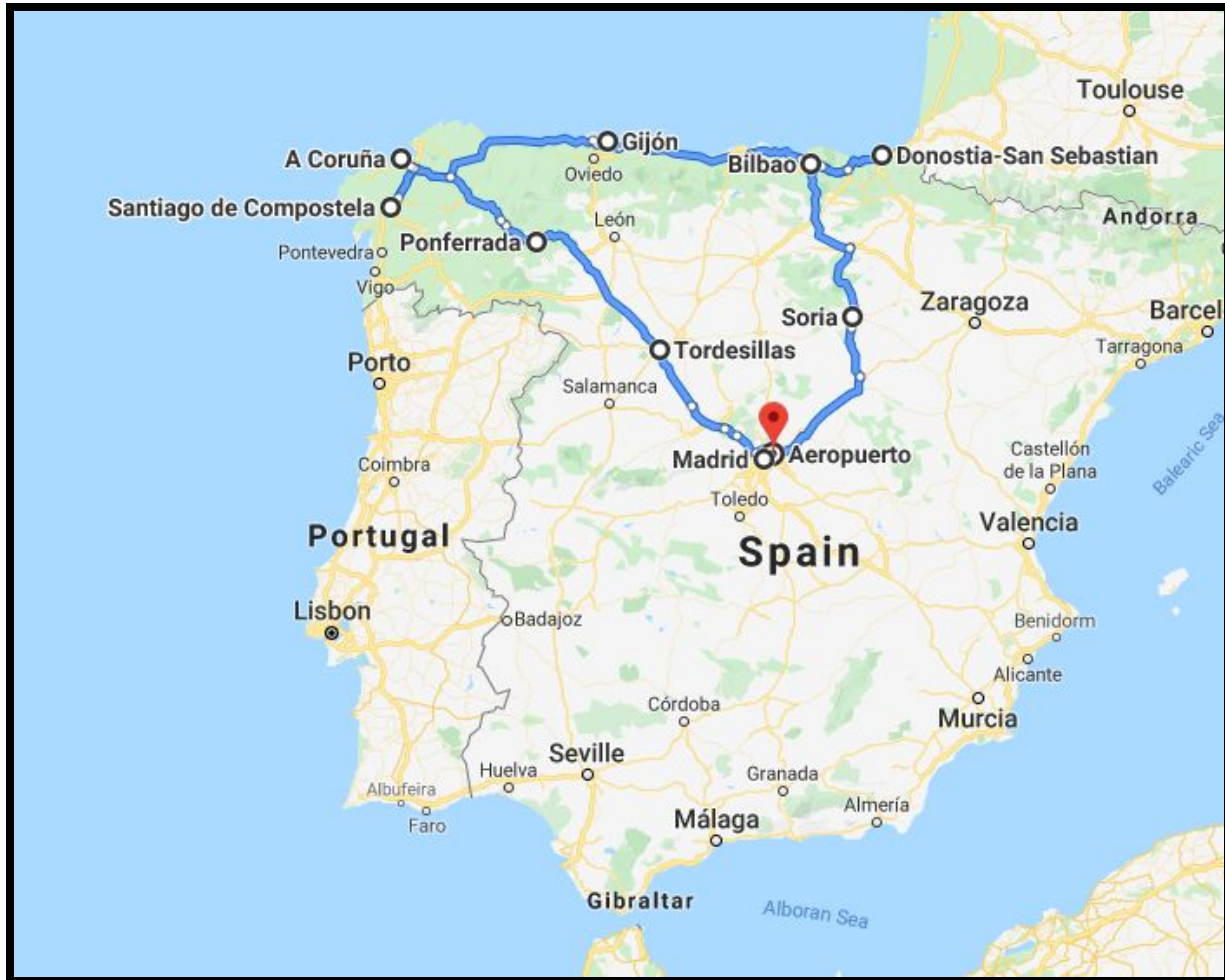 Toulouse
A Coruña
Gijón
Bilbao
Donostia-San Sebastian
Oviedo
Santiago de Compostela
León
Andorra
Ponferrada
Pontevedra
Vigo
Zaragoza
Soria
Barcel
Tordesillas
Tarragona
Porto
Salamanca
Madrid
Aeropuerto
Castellón
de la Plana
Balearic Sea
Coimbra
Toledo
Valencia
Portugal
Spain
Lisbon
Badajoz
Benidorm
Alicante
Córdoba
Murcia
Seville
Huelva
Granada
Albufeira
Faro
Almería
Málaga
Gibraltar
Alboran Sea